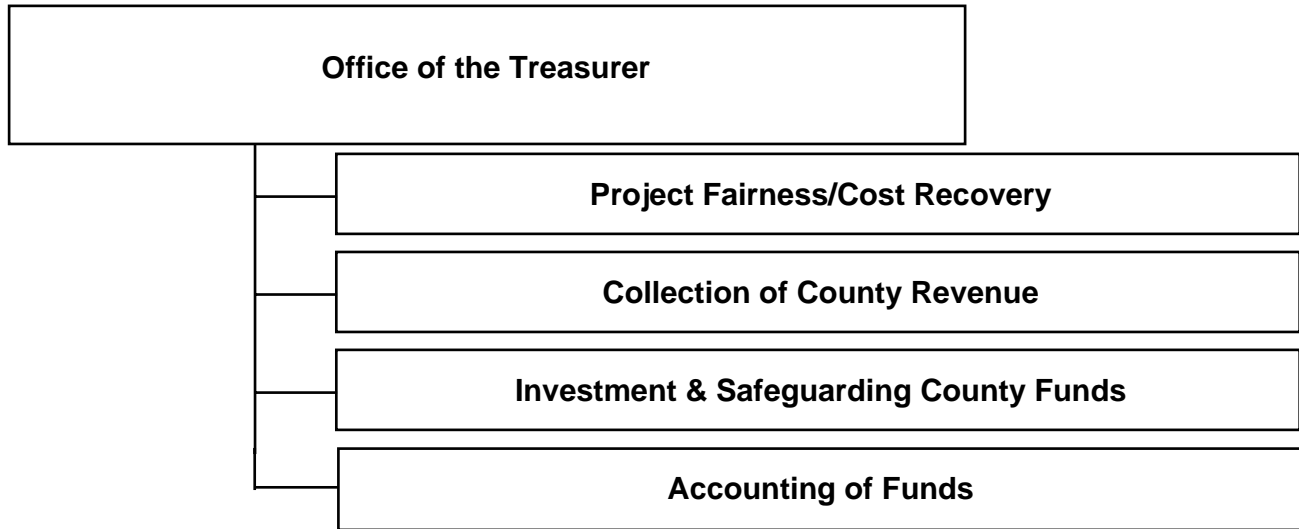 Office of the Treasurer
Project Fairness/Cost Recovery
Collection of County Revenue
Investment & Safeguarding County Funds
Accounting of Funds